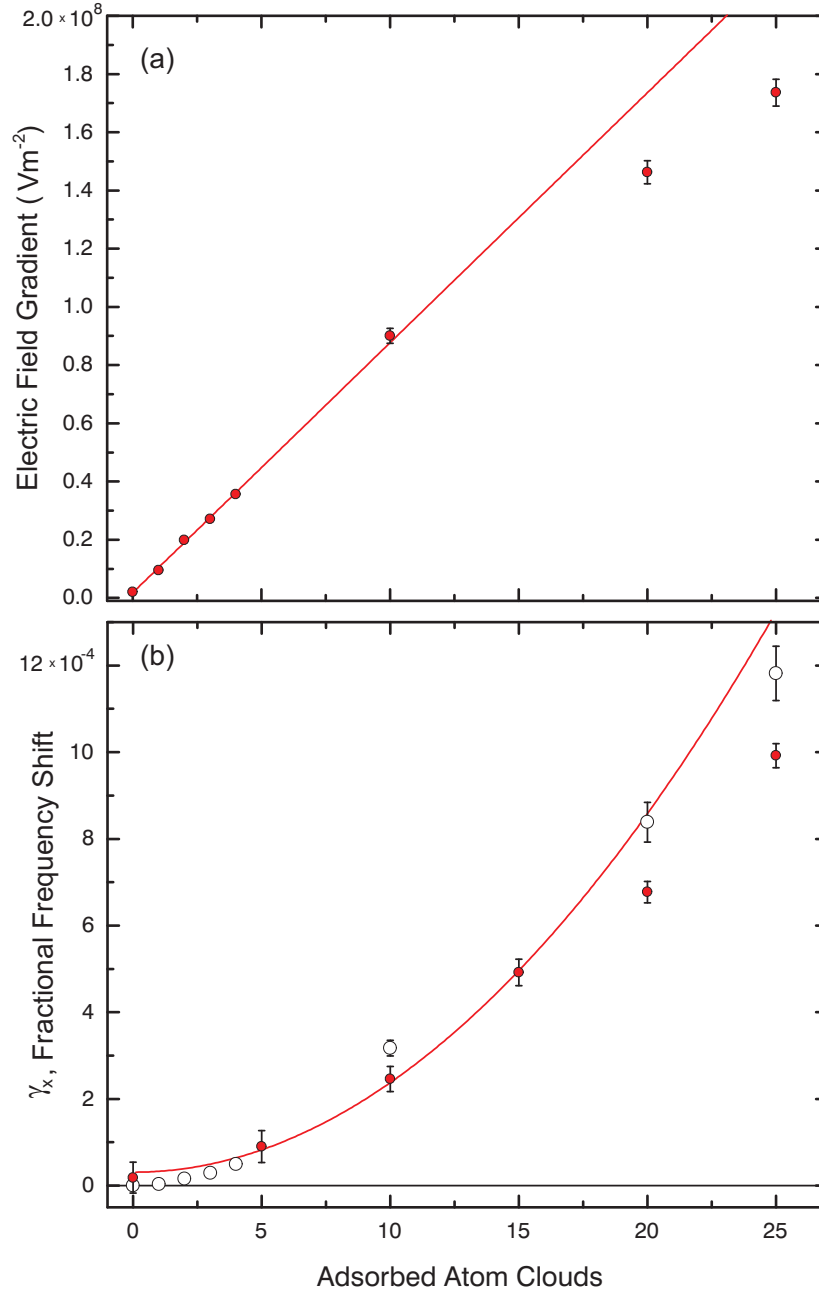 2.0 × 10⁸
(a)
1.8
1.6
1.4
1.2
1.0
0.8
0.6
0.4
0.2
0.0
Electric Field Gradient (Vm⁻²)
(b)
12 × 10⁻⁴
10
8
6
4
2
0
γₓ, Fractional Frequency Shift
0 5 10 15 20 25
Adsorbed Atom Clouds